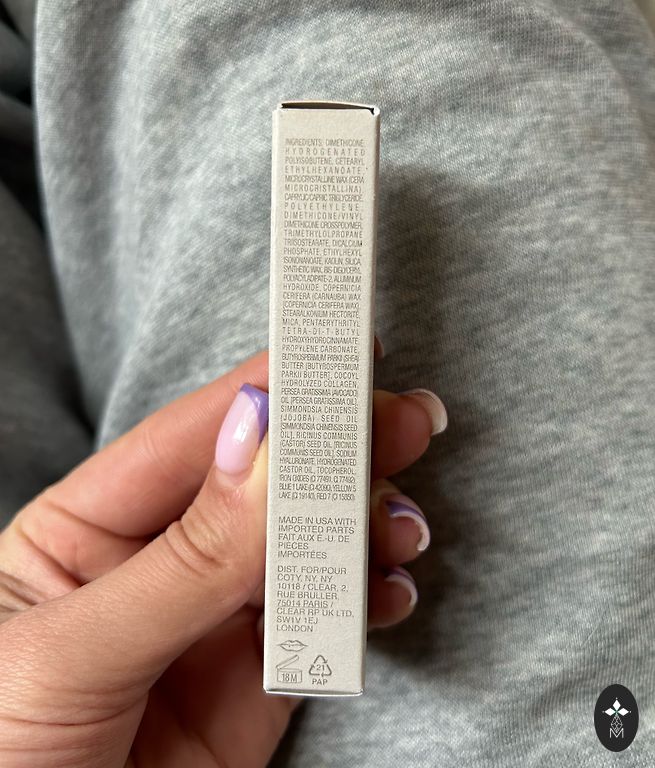 INGREDIENTS: DIMETHICONE,
HYDROGENATED
POLYISOBUTENE, CETEARYL
ETHYLHEXANOATE,
MICROCRYSTALLINE WAX (CERA
MICROCRISTALLINA),
CAPRYLIC/CAPRIC TRIGLYCERIDE,
POLYETHYLENE,
DIMETHICONE/VINYL
DIMETHICONE CROSSPOLYMER,
TRIMETHYLOLPROPANE
TRIISOSTEARATE, DICALCIUM
PHOSPHATE, ETHYLHEXYL
ISONONANOATE, KAOLIN, SILICA,
SYNTHETIC WAX, BIS-DIGLYCERYL
POLYACYLADIPATE-2, ALUMINUM
HYDROXIDE, COPERNICIA
CERIFERA (CARNAUBA) WAX
[COPERNICIA CERIFERA WAX],
STEARALKONIUM HECTORITE,
MICA, PENTAERYTHRITYL
TETRA-DI-T-BUTYL
HYDROXYHYDROCINNAMATE,
PROPYLENE CARBONATE,
BUTYROSPERMUM PARKII (SHEA)
BUTTER [BUTYROSPERMUM
PARKII BUTTER], COCOYL
HYDROLYZED COLLAGEN,
PERSEA GRATISSIMA (AVOCADO)
OIL [PERSEA GRATISSIMA OIL],
SIMMONDSIA CHINENSIS
(JOJOBA) SEED OIL
[SIMMONDSIA CHINENSIS SEED
OIL], RICINUS COMMUNIS
(CASTOR) SEED OIL [RICINUS
COMMUNIS SEED OIL], SODIUM
HYALURONATE, HYDROGENATED
CASTOR OIL, TOCOPHEROL,
IRON OXIDES (CI 77491, CI 77492),
BLUE 1 LAKE (CI 42090), YELLOW 5
LAKE (CI 19140), RED 7 (CI 15850)
MADE IN USA WITH
IMPORTED PARTS
FAIT AUX É.-U. DE
PIÈCES
IMPORTÉES
DIST. FOR/POUR
COTY, NY, NY
10118 / CLEAR, 2,
RUE BRULLER,
75014 PARIS /
CLEAR RP UK LTD,
SW1V 1EJ
LONDON
18M
21
PAP